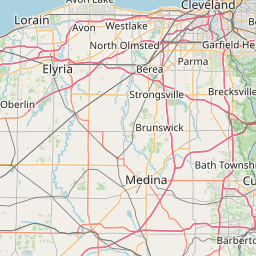 Avon Lake
Cleveland
Lorain
Avon
Westlake
North Olmsted
Garfield He
Elyria
Berea
Parma
Oberlin
Strongsville
Brecksville
Brunswick
Bath Township
Medina
Cu
Barberto